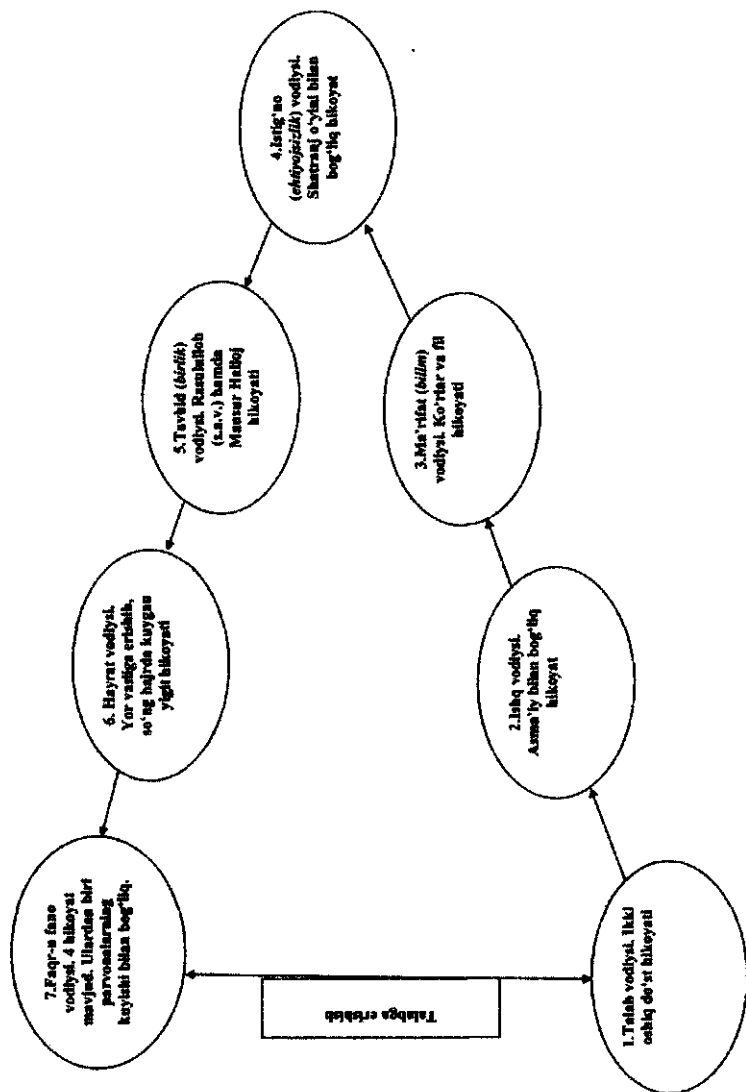 1.Talab vodiysi. Ikki
oshiq do‘st hikoyati
2.Ishq vodiysi.
Asma’iy bilan bog‘liq
hikoyat
3.Ma’rifat (bilim)
vodiysi. Ko‘rlar va fil
hikoyati
4.Istig‘no
(ehtiyojsizlik) vodiysi.
Shatranj o‘yini bilan
bog‘liq hikoyat
5.Tavhid (birlik)
vodiysi. Rasululloh
(s.a.v.) hamda
Mansur Halloj
hikoyati
6. Hayrat vodiysi.
Yor vasliga erishib,
so‘ng hajrda kuygan
yigit hikoyati
7.Faqr-u fano
vodiysi. 4 hikoyat
mavjud. Ulardan biri
parvonalarning
kuyishi bilan bog‘liq.
Talabga erishish